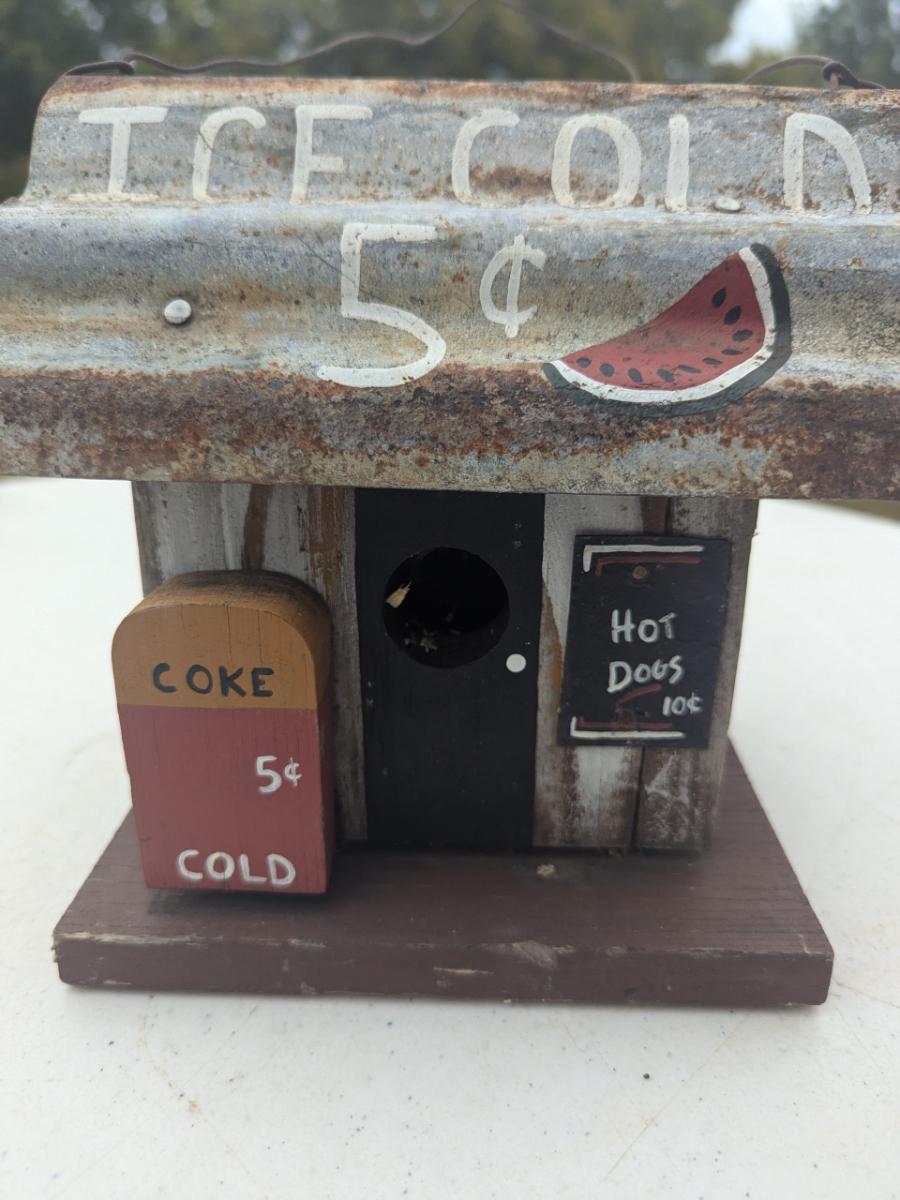 ICE COLD
5¢
COKE
5¢
COLD
HOT
DOGS
10¢